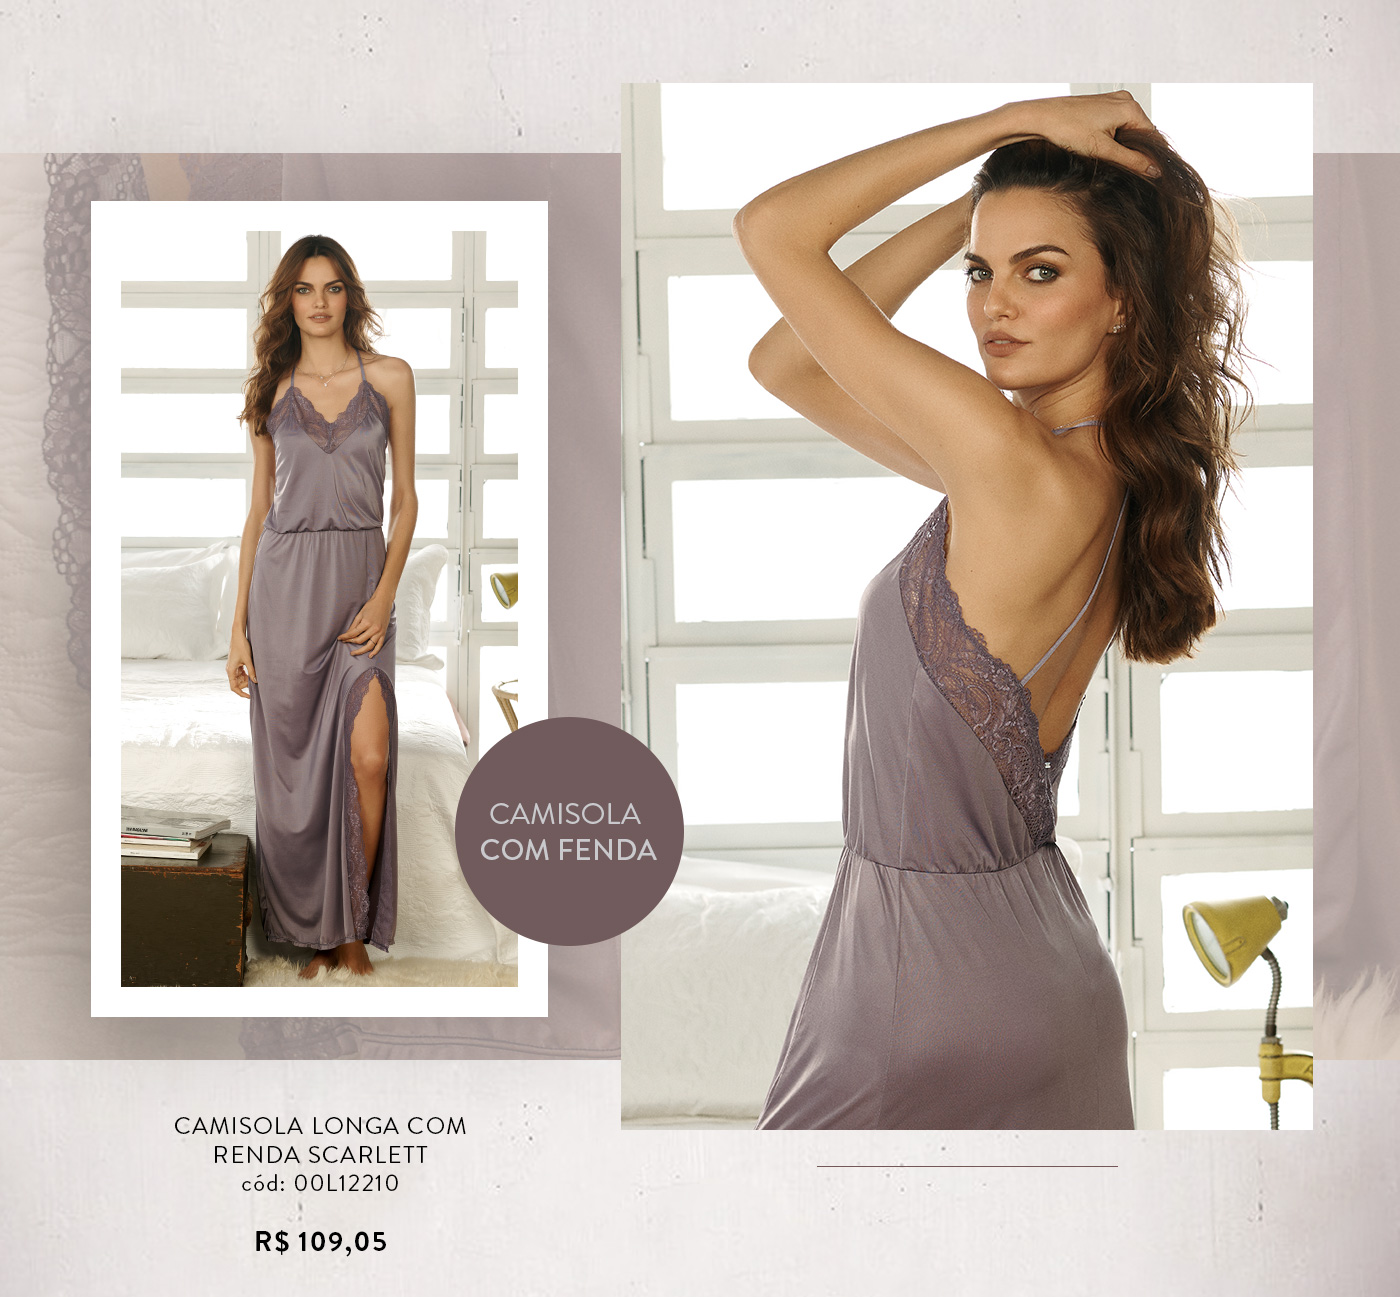 CAMISOLA
COM FENDA
CAMISOLA LONGA COM
RENDA SCARLETT
cód: 00L12210
R$ 109,05